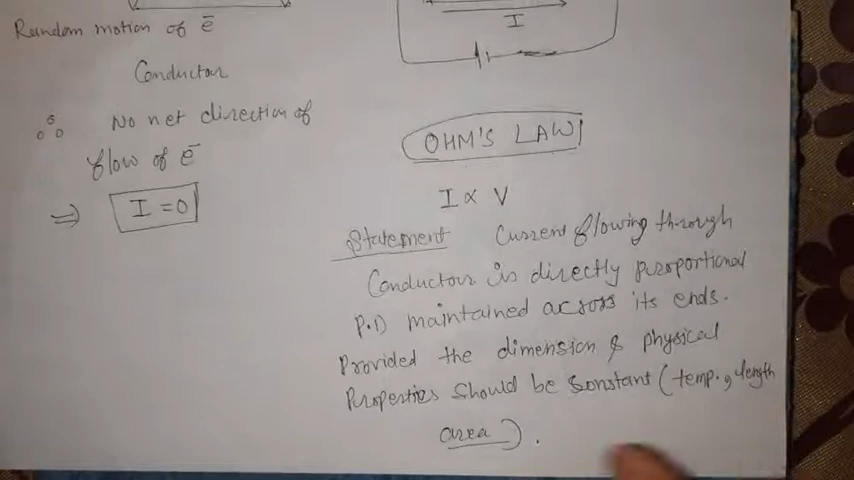 Random motion of e̅
Conductor
∴ No net direction of
flow of e̅
⇒ I = 0
I
OHM'S LAW
I ∝ V
Statement Current flowing through
Conductor is directly proportional
P.D maintained across its ends.
Provided the dimension & physical
Properties should be constant (temp., length
area).